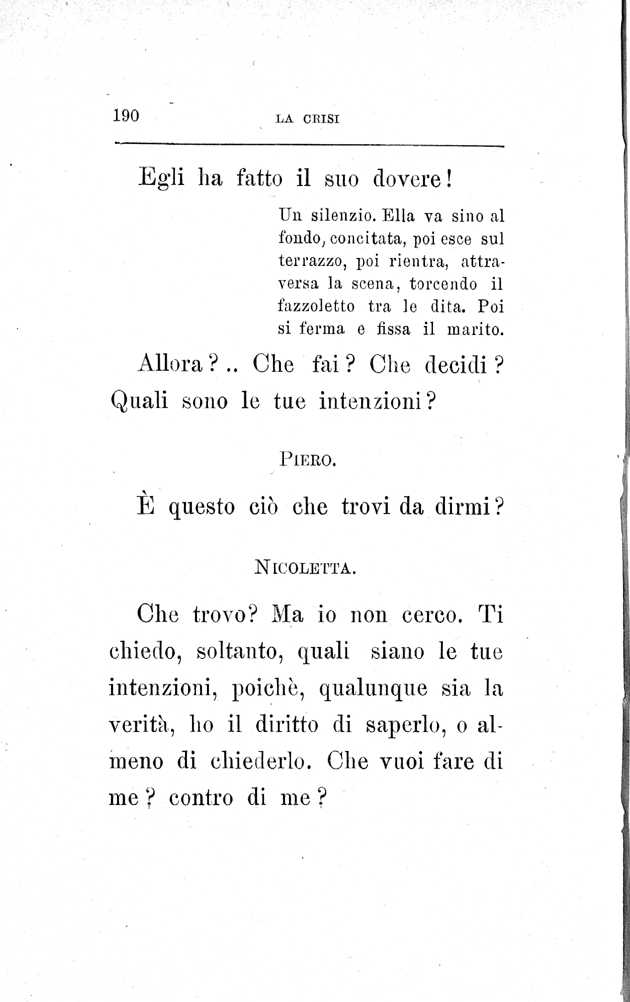 190
LA CRISI
Egli ha fatto il suo dovere!
Un silenzio. Ella va sino al
fondo, concitata, poi esce sul
terrazzo, poi rientra, attra-
versa la scena, torcendo il
fazzoletto tra le dita. Poi
si ferma e fissa il marito.
Allora? .. Che fai? Che decidi?
Quali sono le tue intenzioni?
PIERO.
È questo ciò che trovi da dirmi?
NICOLETTA.
Che trovo? Ma io non cerco. Ti
chiedo, soltanto, quali siano le tue
intenzioni, poichè, qualunque sia la
verità, ho il diritto di saperlo, o al-
meno di chiederlo. Che vuoi fare di
me? contro di me?